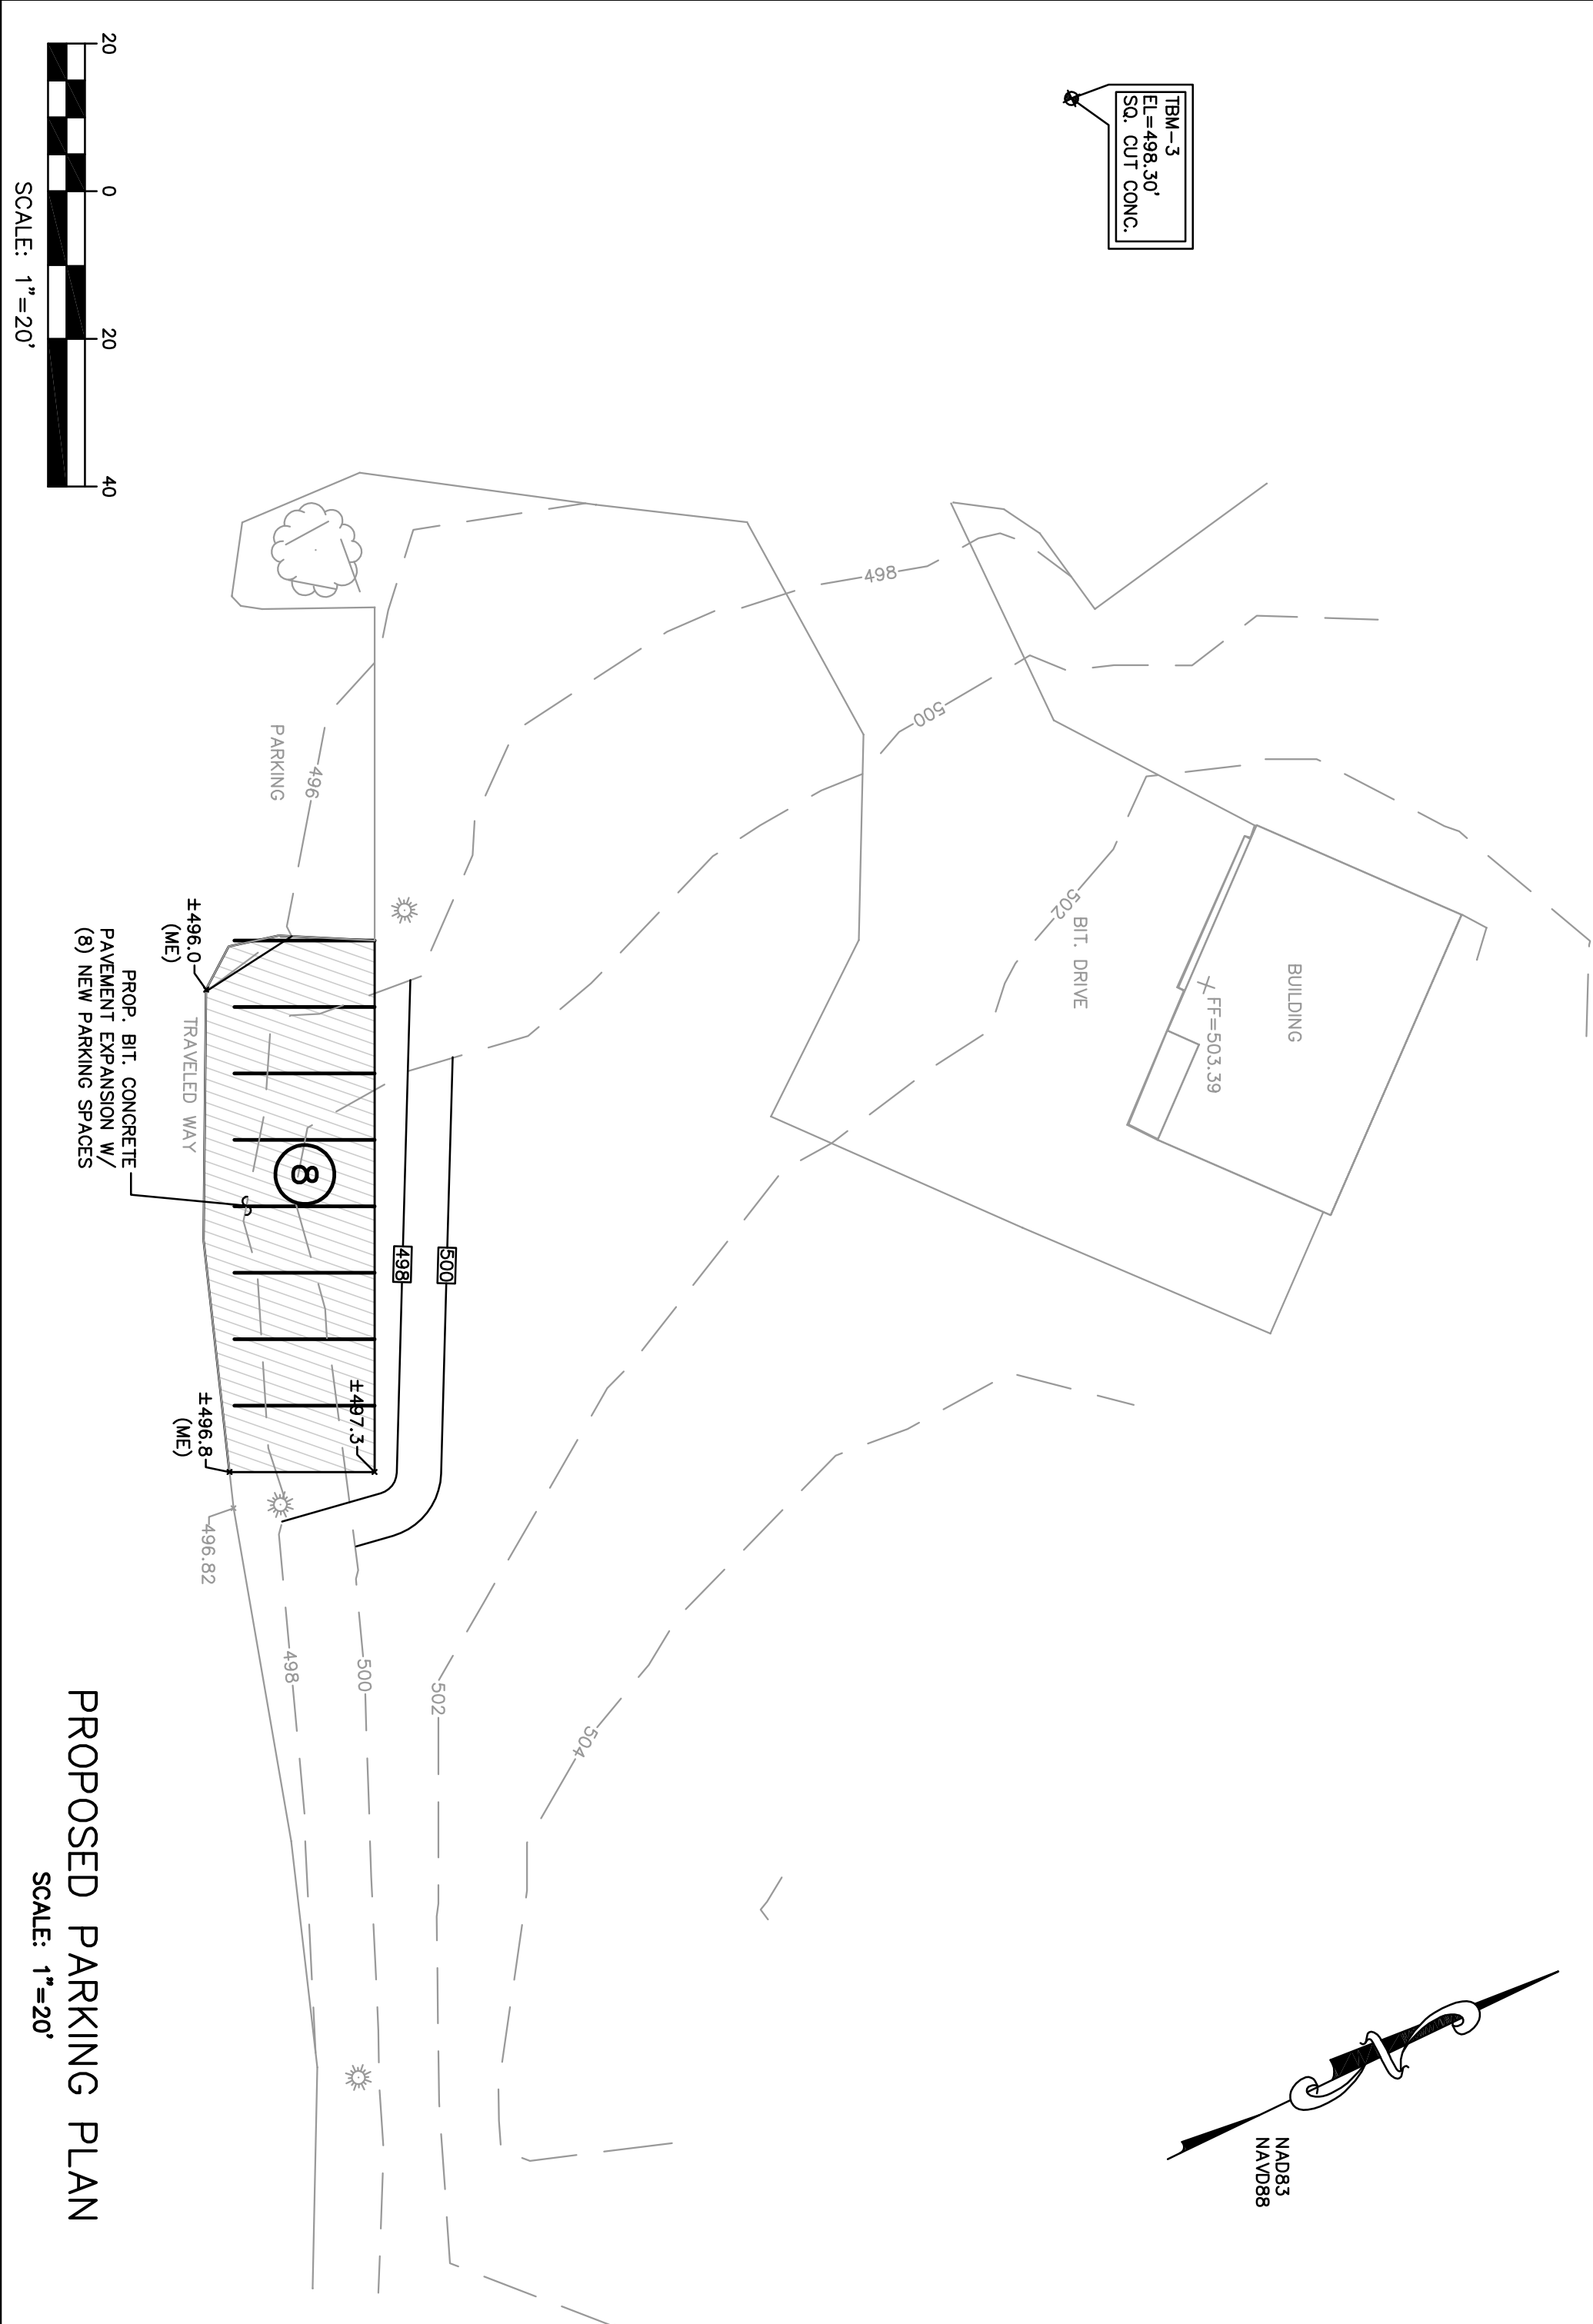 TBM-3
EL=498.30'
SQ. CUT CONC.
NAD83
NAVD88
BUILDING
FF=503.39
BIT. DRIVE
502
500
498
504
502
500
498
500
498
496
PARKING
8
±497.3
±496.0
(ME)
TRAVELED WAY
±496.8
(ME)
496.82
PROP. BIT. CONCRETE
PAVEMENT EXPANSION W/
(8) NEW PARKING SPACES
20
0
20
40
SCALE: 1"=20'
PROPOSED PARKING PLAN
SCALE: 1"=20'